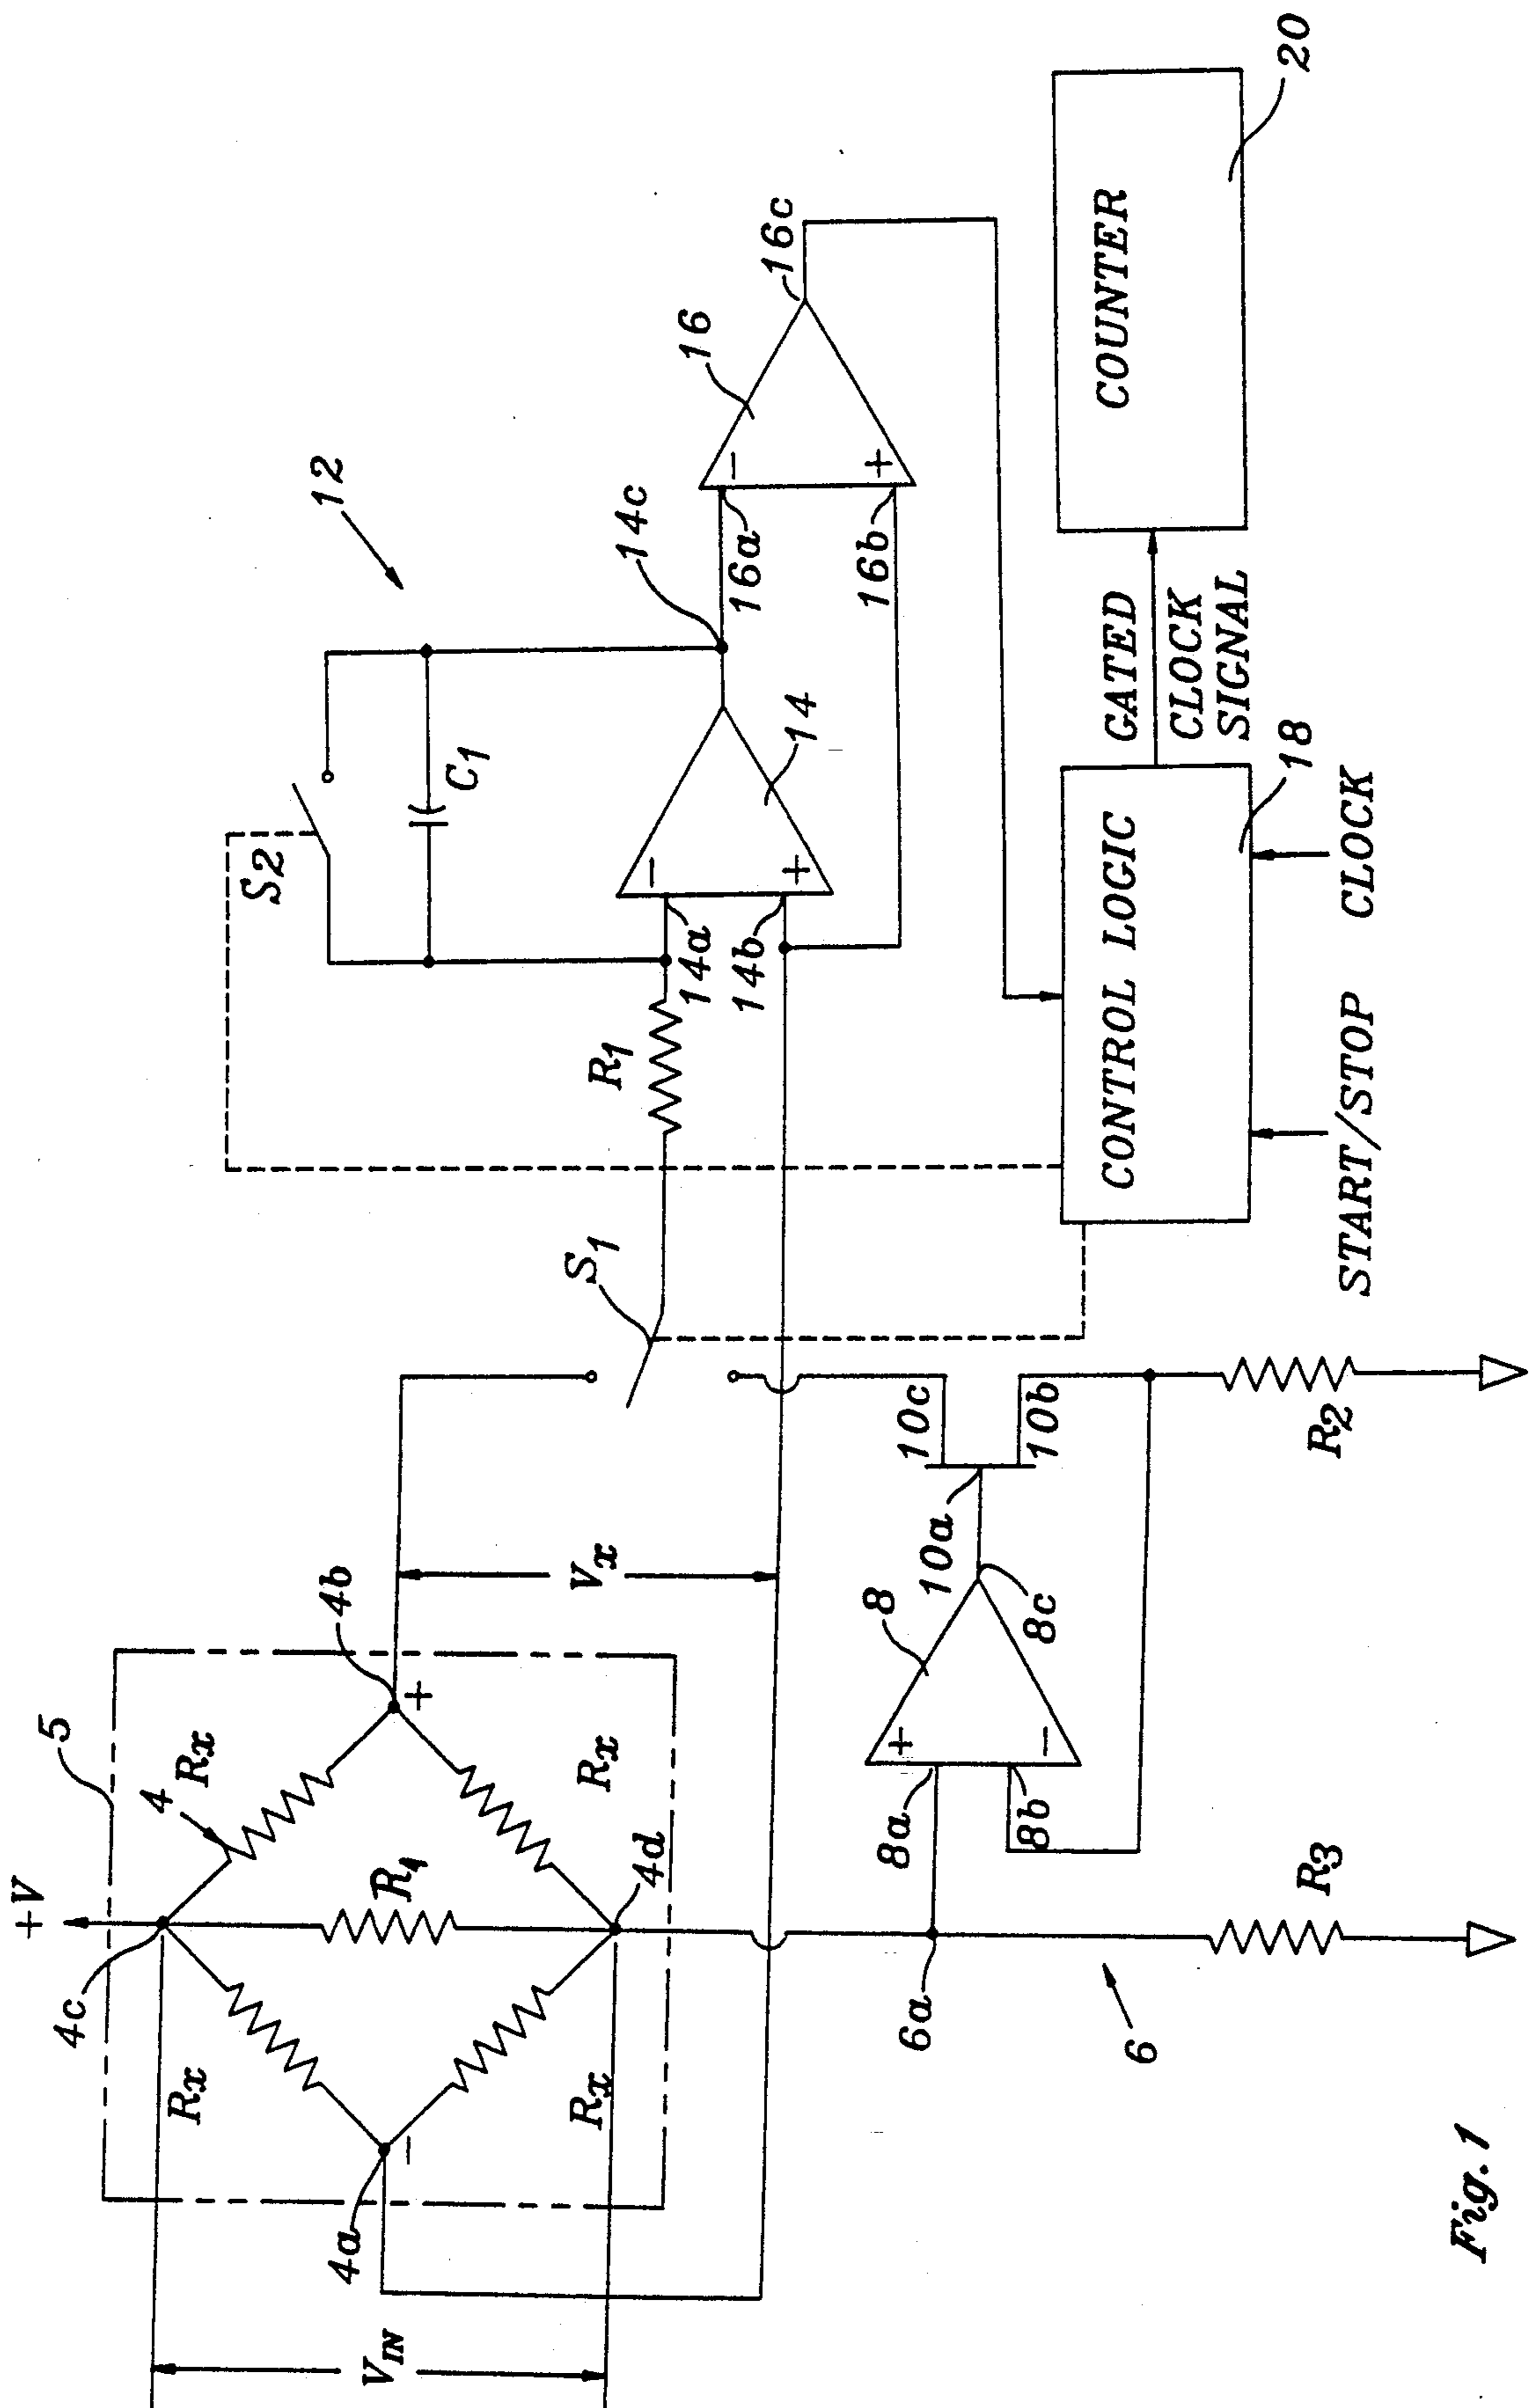 +V
5
4c
4
Rx
Rx
R1
Rx
Rx
4b
+
4a
−
4d
VIN
Vx
S1
R1
S2
C1
12
14a
14b
−
+
14
14c
16a
16b
−
+
16
16c
8a
8b
+
−
8
8c
10a
10c
10b
6a
6
R3
R2
CONTROL LOGIC
18
START/STOP
CLOCK
GATED
CLOCK
SIGNAL
COUNTER
20
Fig. 1